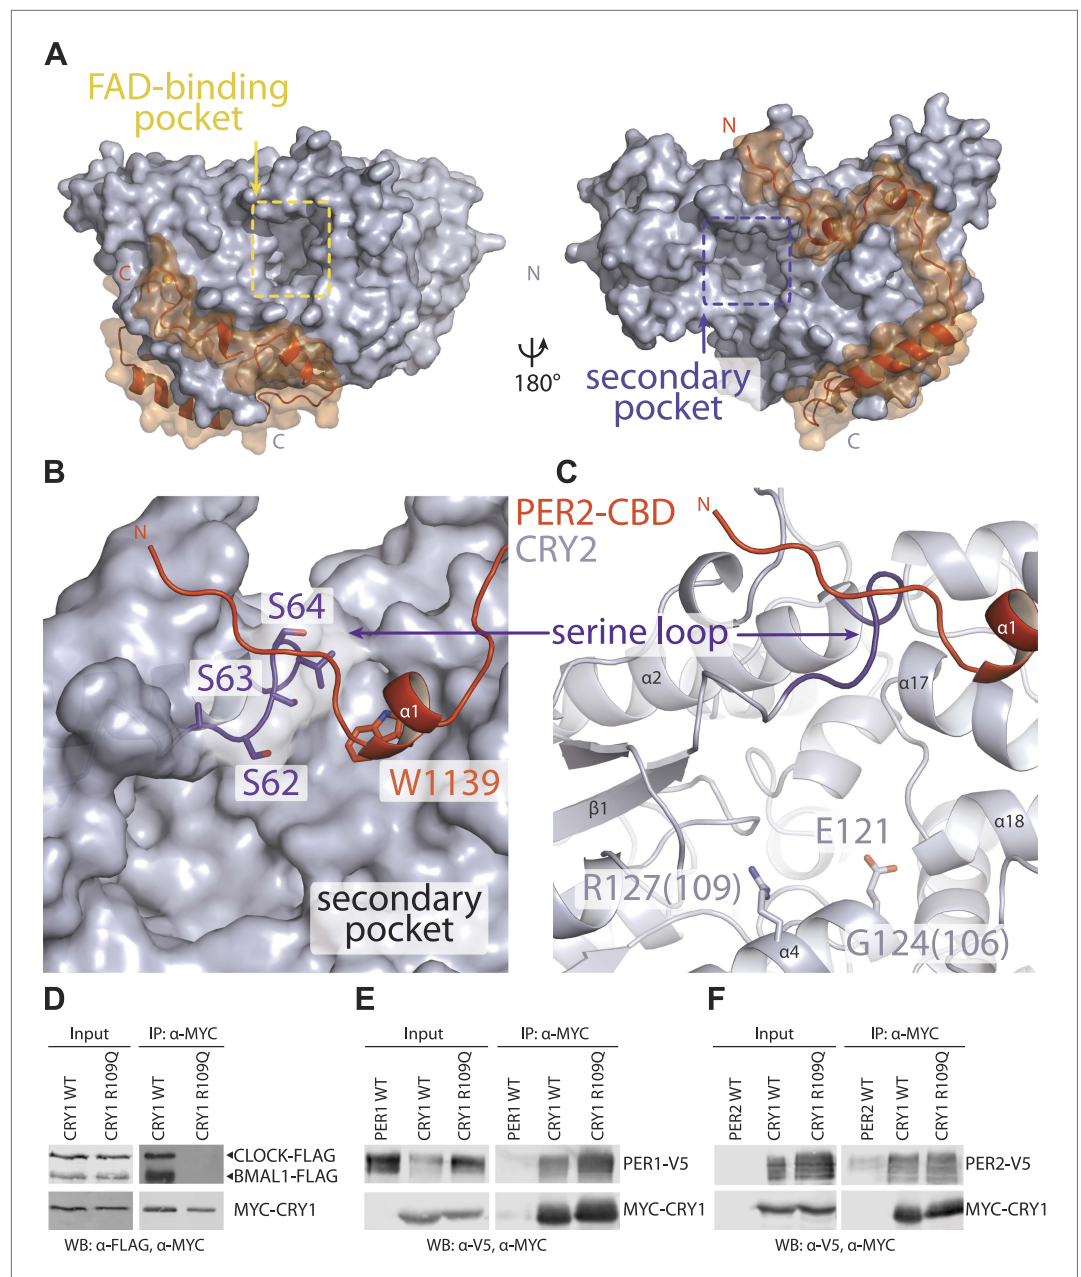 A
FAD-binding
pocket
C
C
N
180°
N
secondary
pocket
C
B
N
S64
S63
S62
α1
W1139
secondary
pocket
C
PER2-CBD
CRY2
serine loop
N
α1
α2
α17
β1
α18
E121
R127(109)
G124(106)
α4
D
Input
IP: α-MYC
CRY1 WT
CRY1 R109Q
CRY1 WT
CRY1 R109Q
CLOCK-FLAG
BMAL1-FLAG
MYC-CRY1
WB: α-FLAG, α-MYC
E
Input
IP: α-MYC
PER1 WT
CRY1 WT
CRY1 R109Q
PER1 WT
CRY1 WT
CRY1 R109Q
PER1-V5
MYC-CRY1
WB: α-V5, α-MYC
F
Input
IP: α-MYC
PER2 WT
CRY1 WT
CRY1 R109Q
PER2 WT
CRY1 WT
CRY1 R109Q
PER2-V5
MYC-CRY1
WB: α-V5, α-MYC